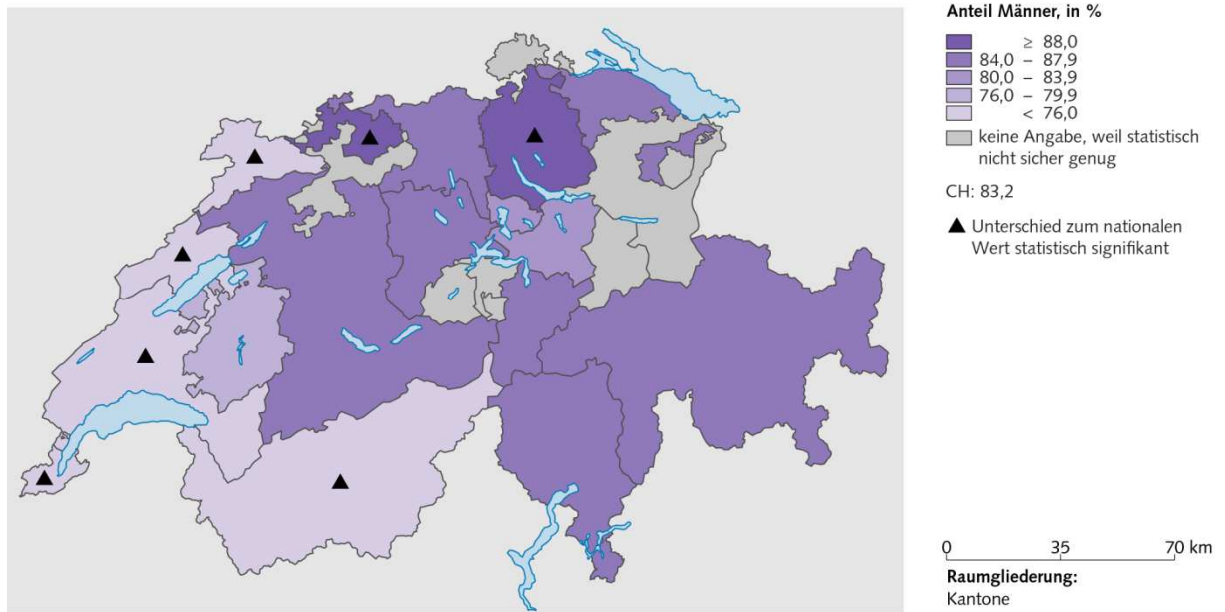 Anteil Männer, in %
≥ 88,0
84,0 – 87,9
80,0 – 83,9
76,0 – 79,9
< 76,0
keine Angabe, weil statistisch
nicht sicher genug
CH: 83,2
Unterschied zum nationalen
Wert statistisch signifikant
0 35 70 km
Raumgliederung:
Kantone